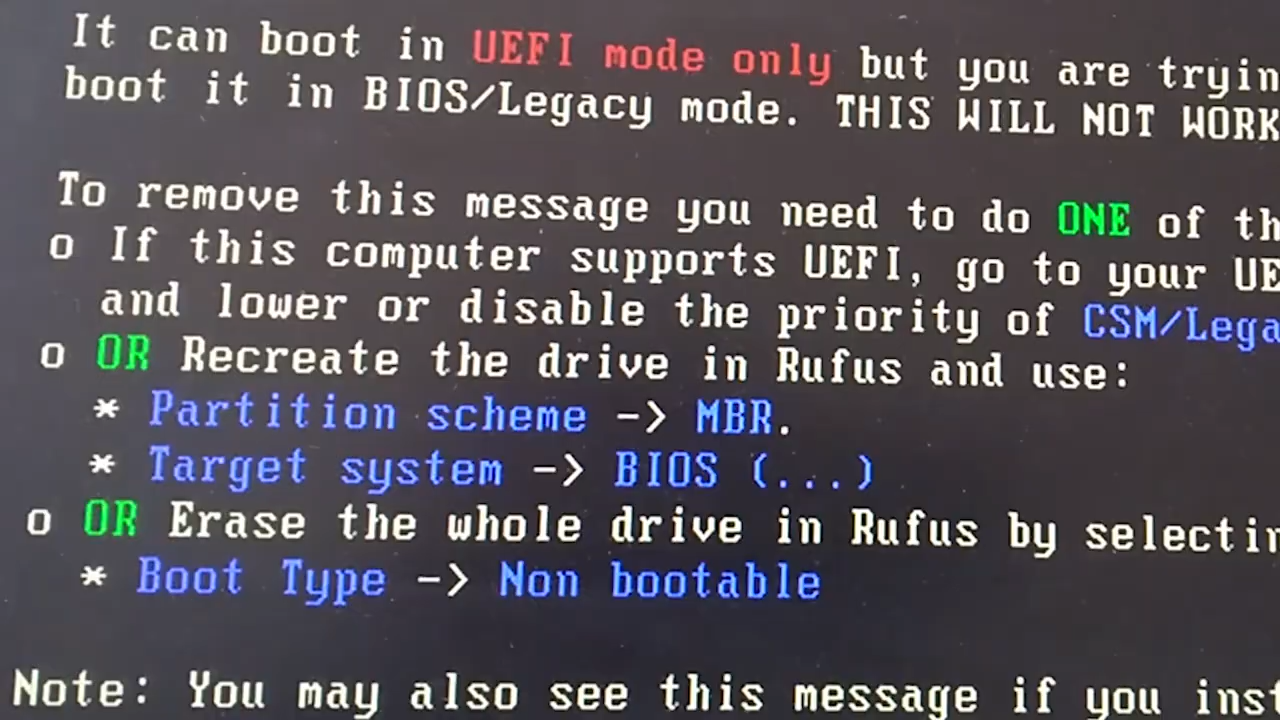 It can boot in UEFI mode only but you are tryin
boot it in BIOS/Legacy mode. THIS WILL NOT WORK
To remove this message you need to do ONE of th
o If this computer supports UEFI, go to your UE
and lower or disable the priority of CSM/Lega
o OR Recreate the drive in Rufus and use:
* Partition scheme -> MBR.
* Target system -> BIOS (...)
o OR Erase the whole drive in Rufus by selectin
* Boot Type -> Non bootable
Note: You may also see this message if you inst